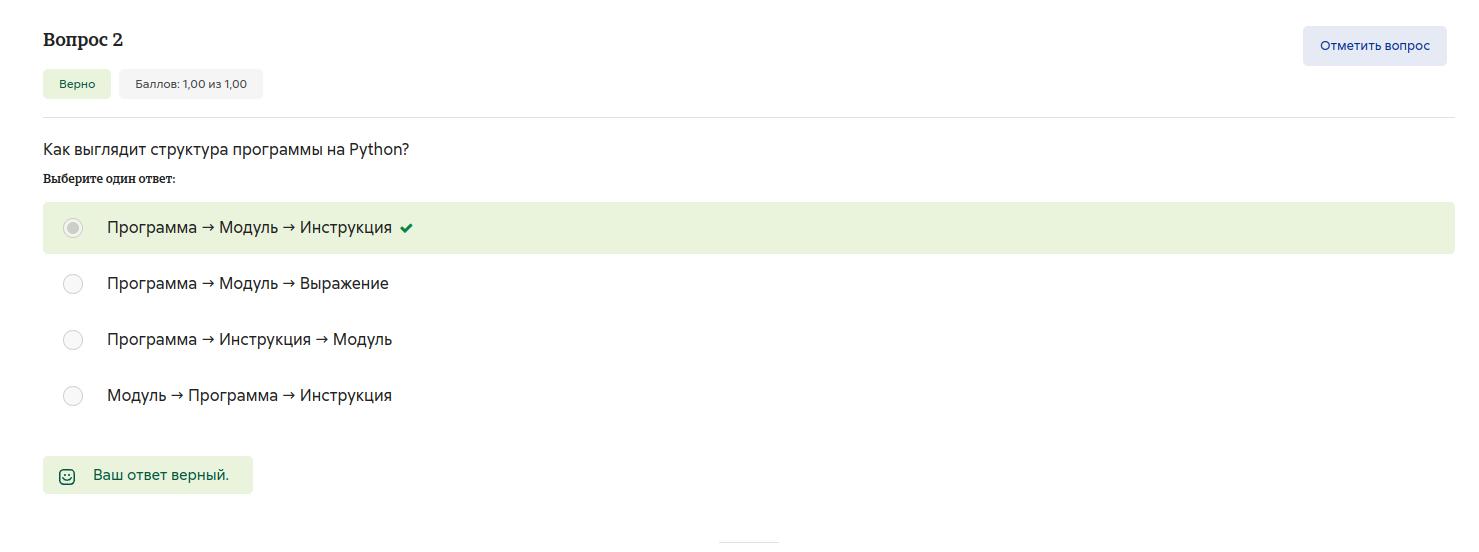 Вопрос 2
Отметить вопрос
Верно
Баллов: 1,00 из 1,00
Как выглядит структура программы на Python?
Выберите один ответ:
Программа → Модуль → Инструкция
Программа → Модуль → Выражение
Программа → Инструкция → Модуль
Модуль → Программа → Инструкция
Ваш ответ верный.